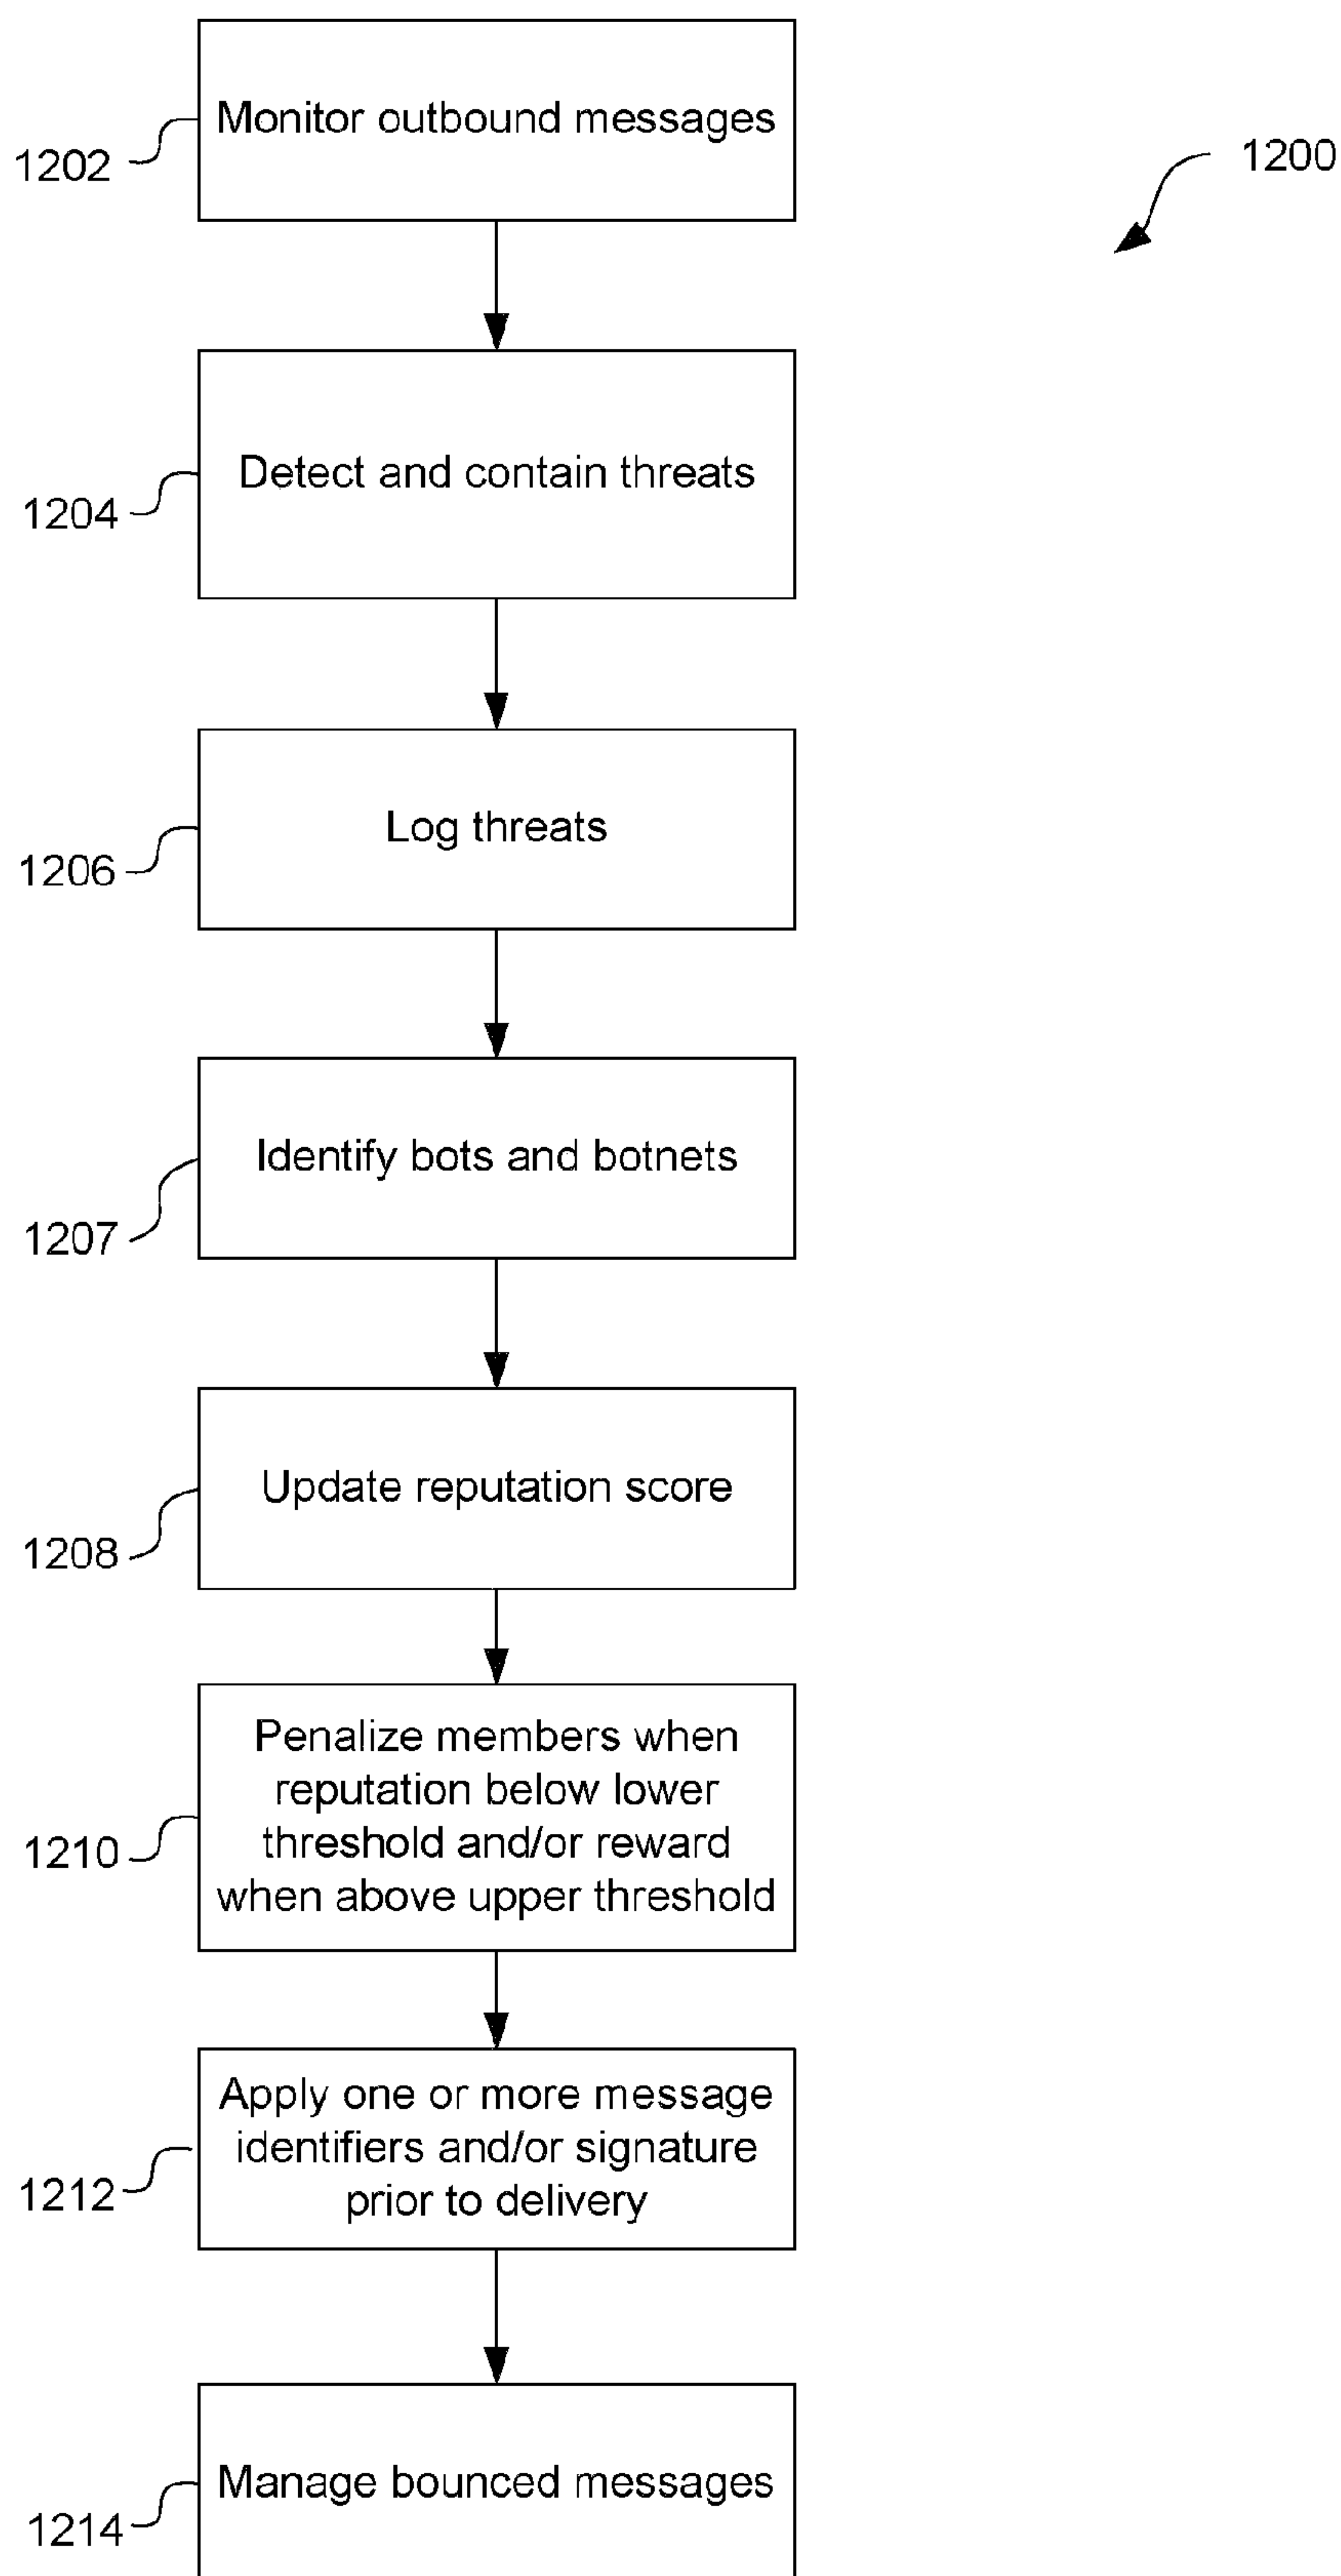 Monitor outbound messages
1202
1200
Detect and contain threats
1204
Log threats
1206
Identify bots and botnets
1207
Update reputation score
1208
Penalize members when
reputation below lower
threshold and/or reward
when above upper threshold
1210
Apply one or more message
identifiers and/or signature
prior to delivery
1212
Manage bounced messages
1214